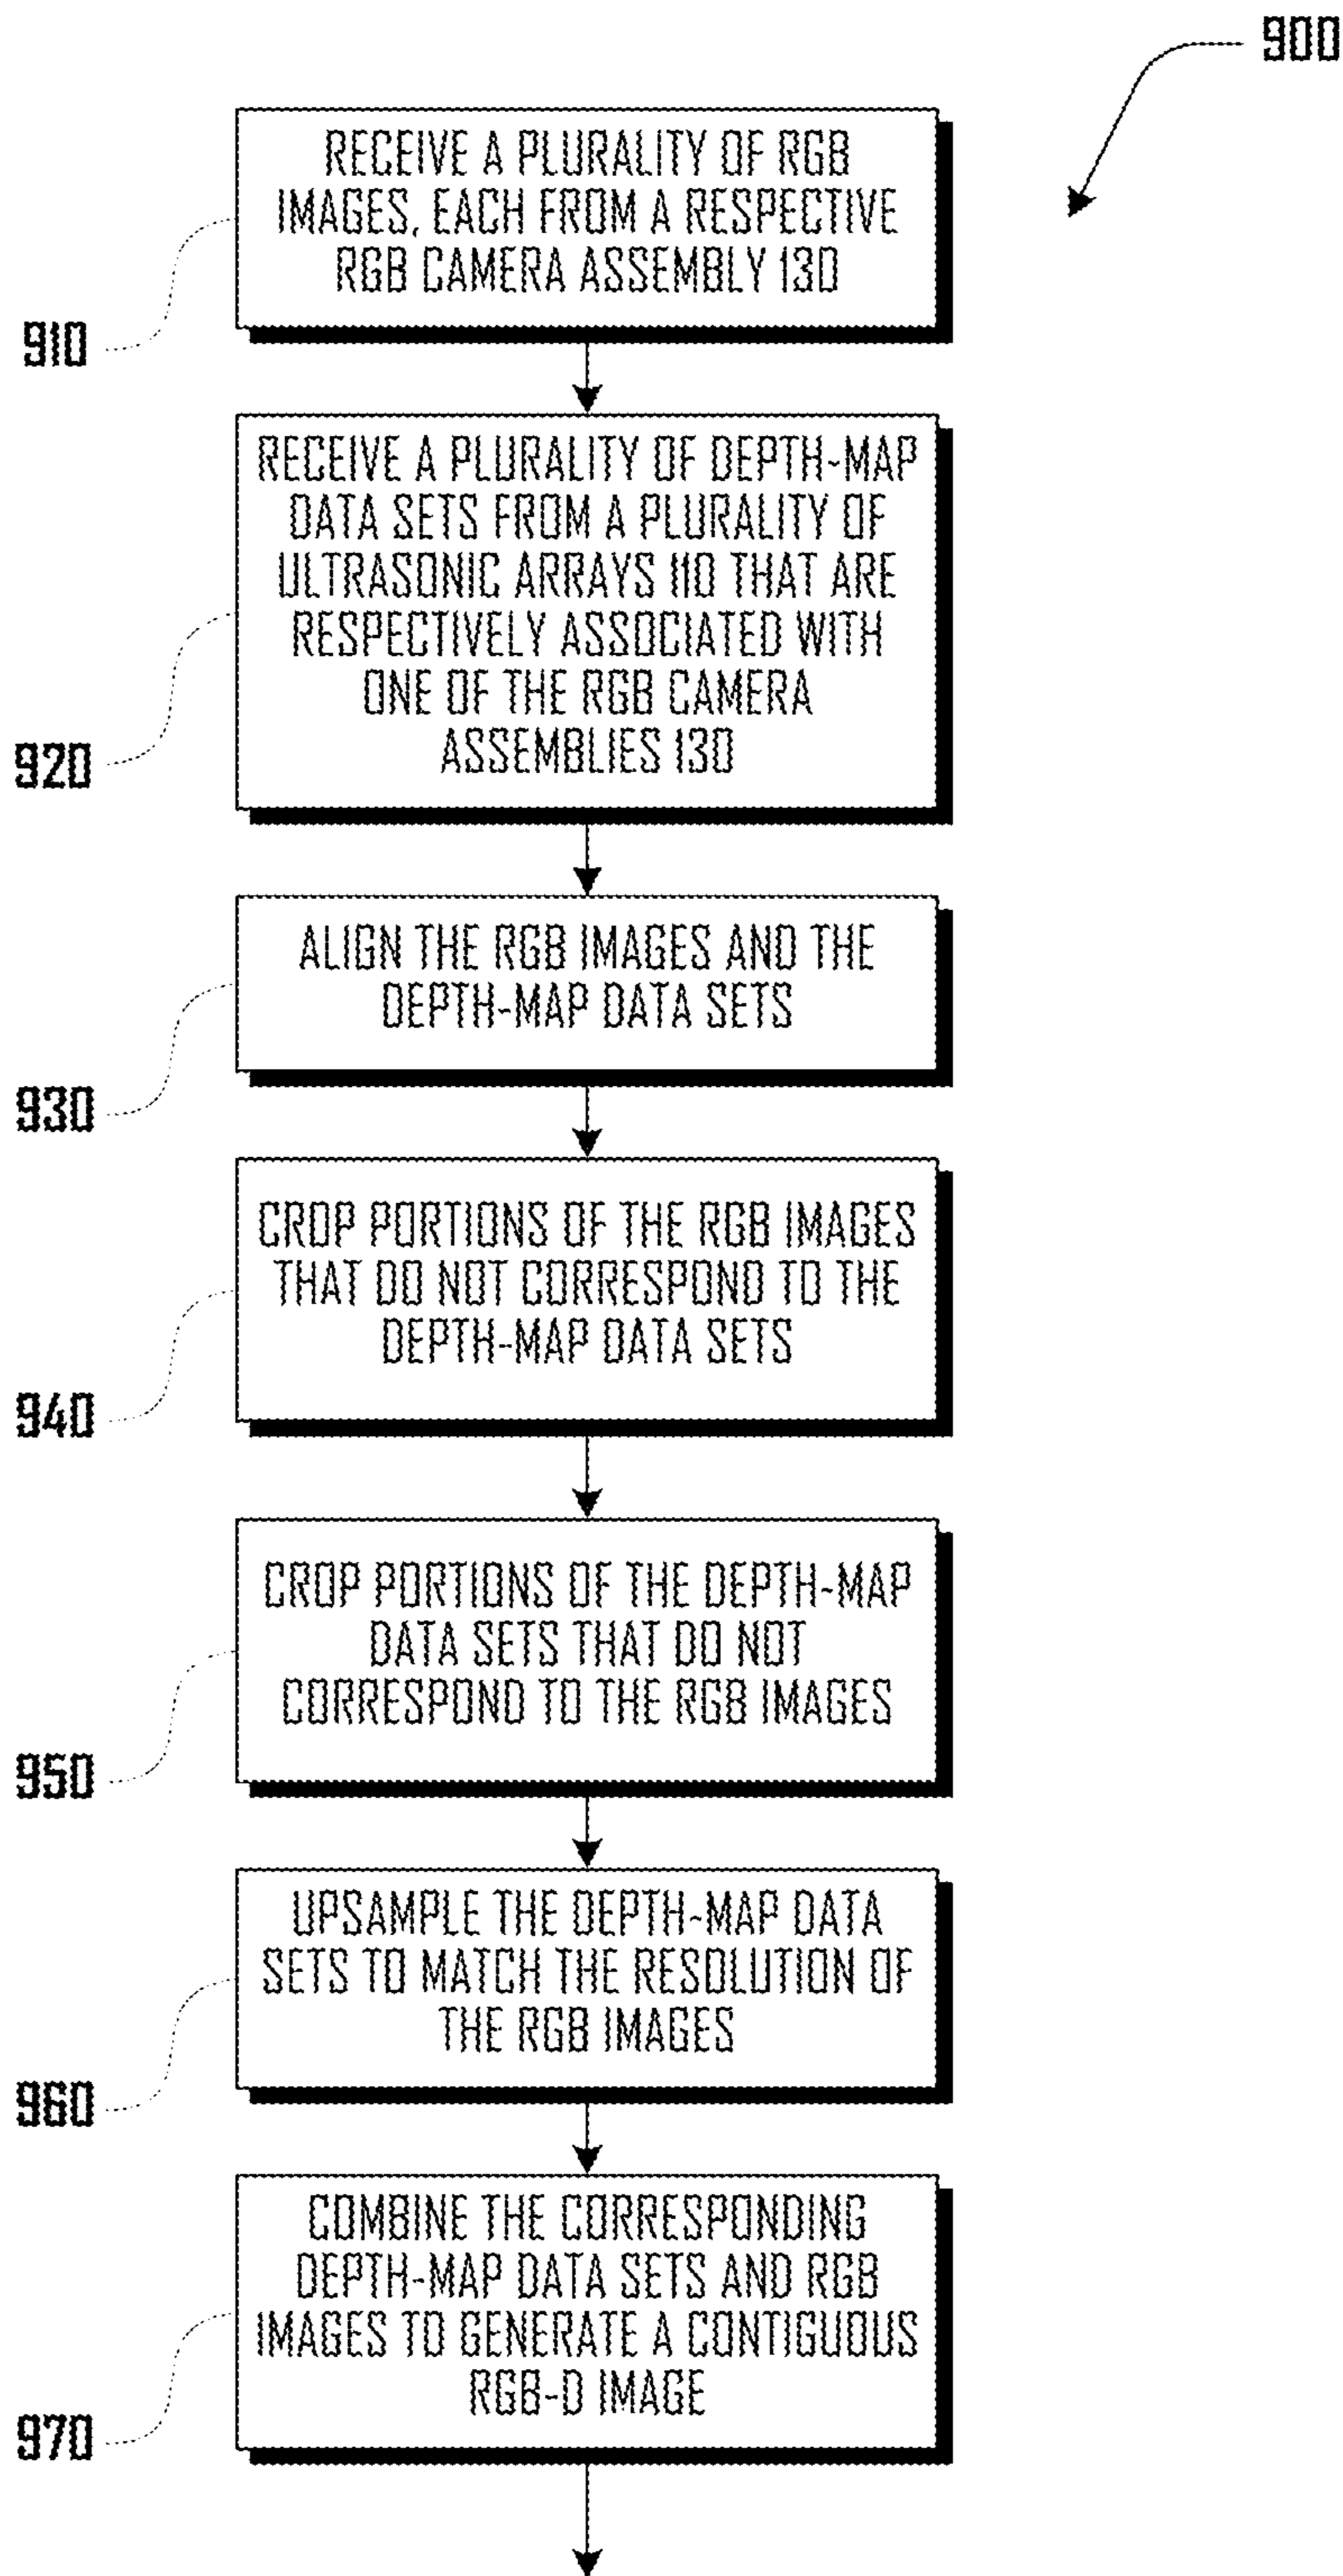 900
RECEIVE A PLURALITY OF RGB
IMAGES, EACH FROM A RESPECTIVE
RGB CAMERA ASSEMBLY 130
910
RECEIVE A PLURALITY OF DEPTH-MAP
DATA SETS FROM A PLURALITY OF
ULTRASONIC ARRAYS 110 THAT ARE
RESPECTIVELY ASSOCIATED WITH
ONE OF THE RGB CAMERA
ASSEMBLIES 130
920
ALIGN THE RGB IMAGES AND THE
DEPTH-MAP DATA SETS
930
CROP PORTIONS OF THE RGB IMAGES
THAT DO NOT CORRESPOND TO THE
DEPTH-MAP DATA SETS
940
CROP PORTIONS OF THE DEPTH-MAP
DATA SETS THAT DO NOT
CORRESPOND TO THE RGB IMAGES
950
UPSAMPLE THE DEPTH-MAP DATA
SETS TO MATCH THE RESOLUTION OF
THE RGB IMAGES
960
COMBINE THE CORRESPONDING
DEPTH-MAP DATA SETS AND RGB
IMAGES TO GENERATE A CONTIGUOUS
RGB-D IMAGE
970